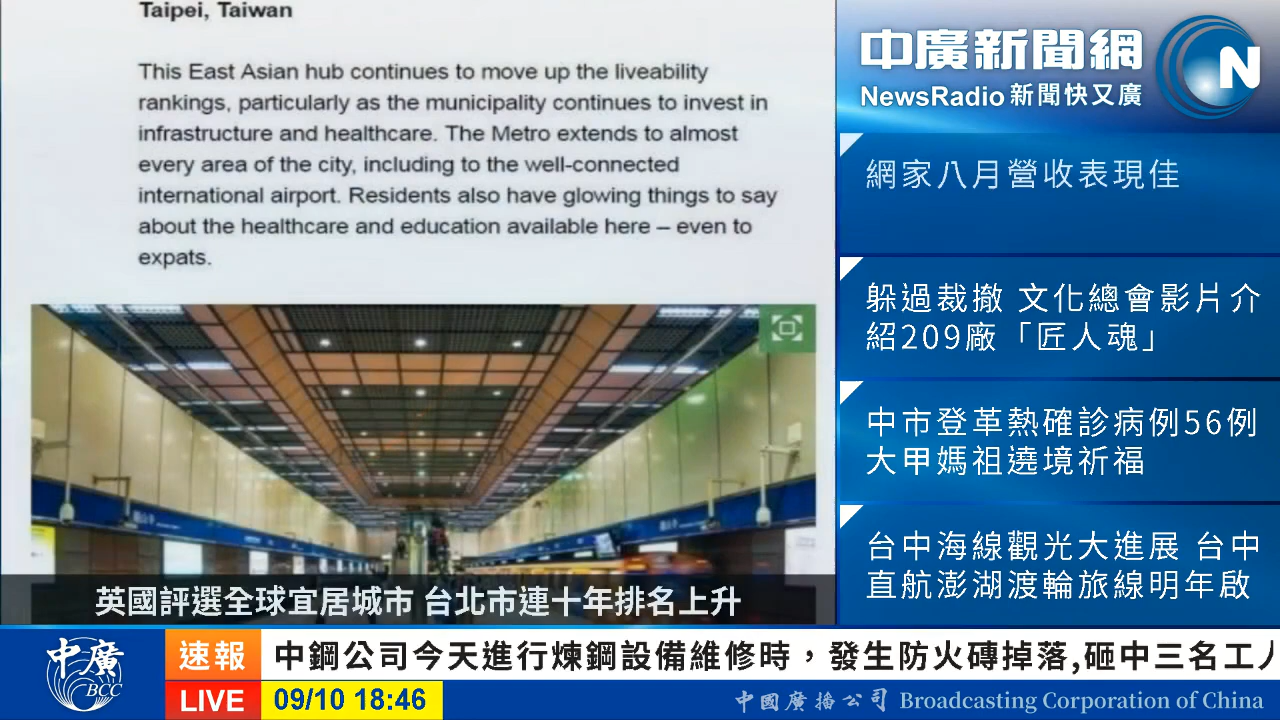 Taipei, Taiwan
This East Asian hub continues to move up the liveability
rankings, particularly as the municipality continues to invest in
infrastructure and healthcare. The Metro extends to almost
every area of the city, including to the well-connected
international airport. Residents also have glowing things to say
about the healthcare and education available here – even to
expats.
英國評選全球宜居城市 台北市連十年排名上升
中廣新聞網
NewsRadio 新聞快又廣
N
網家八月營收表現佳
躲過裁撤 文化總會影片介
紹209廠「匠人魂」
中市登革熱確診病例56例
大甲媽祖遶境祈福
台中海線觀光大進展 台中
直航澎湖渡輪旅線明年啟
中廣
BCC
速報 中鋼公司今天進行煉鋼設備維修時，發生防火磚掉落,砸中三名工人
LIVE 09/10 18:46
中國廣播公司 Broadcasting Corporation of China